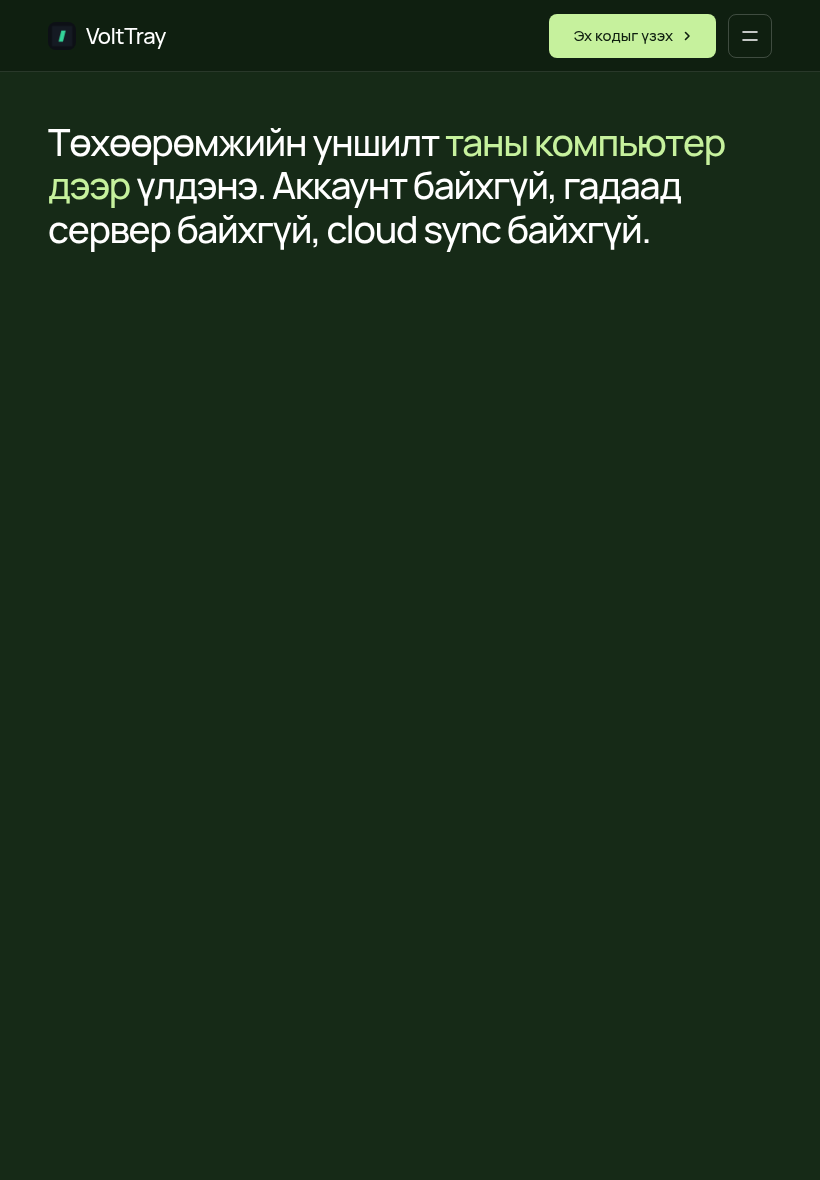 VoltTray
Эх кодыг үзэх
Төхөөрөмжийн уншилт таны компьютер
дээр үлдэнэ. Аккаунт байхгүй, гадаад
сервер байхгүй, cloud sync байхгүй.